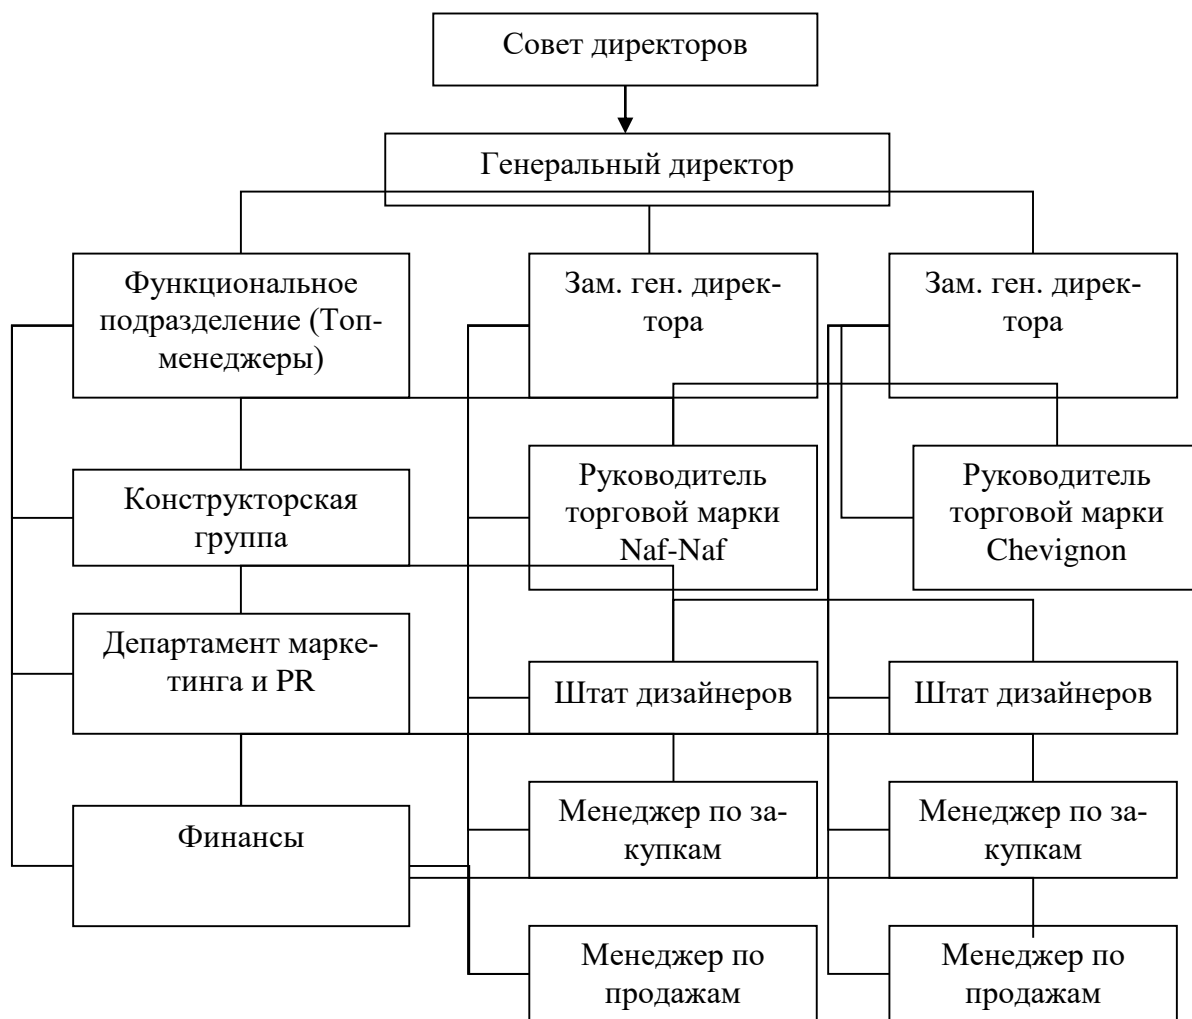 Совет директоров
Генеральный директор
Функциональное
подразделение (Топ-
менеджеры)
Зам. ген. дирек-
тора
Зам. ген. дирек-
тора
Конструкторская
группа
Руководитель
торговой марки
Naf-Naf
Руководитель
торговой марки
Chevignon
Департамент марке-
тинга и PR
Штат дизайнеров
Штат дизайнеров
Финансы
Менеджер по за-
купкам
Менеджер по за-
купкам
Менеджер по
продажам
Менеджер по
продажам